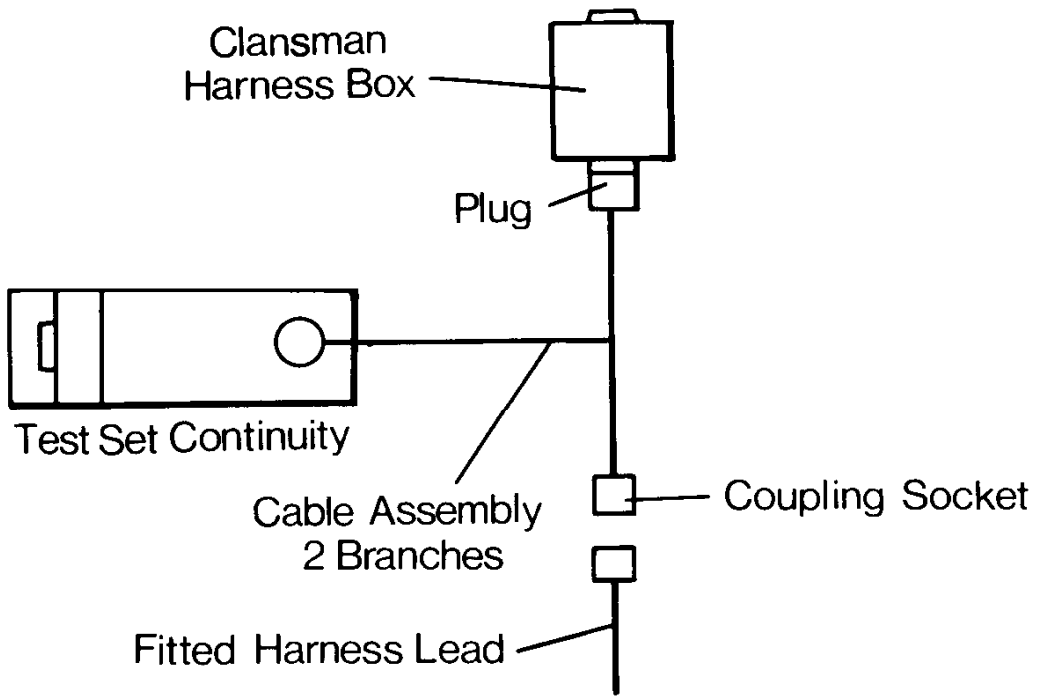 Clansman
Harness Box
Plug
Test Set Continuity
Cable Assembly
2 Branches
Coupling Socket
Fitted Harness Lead